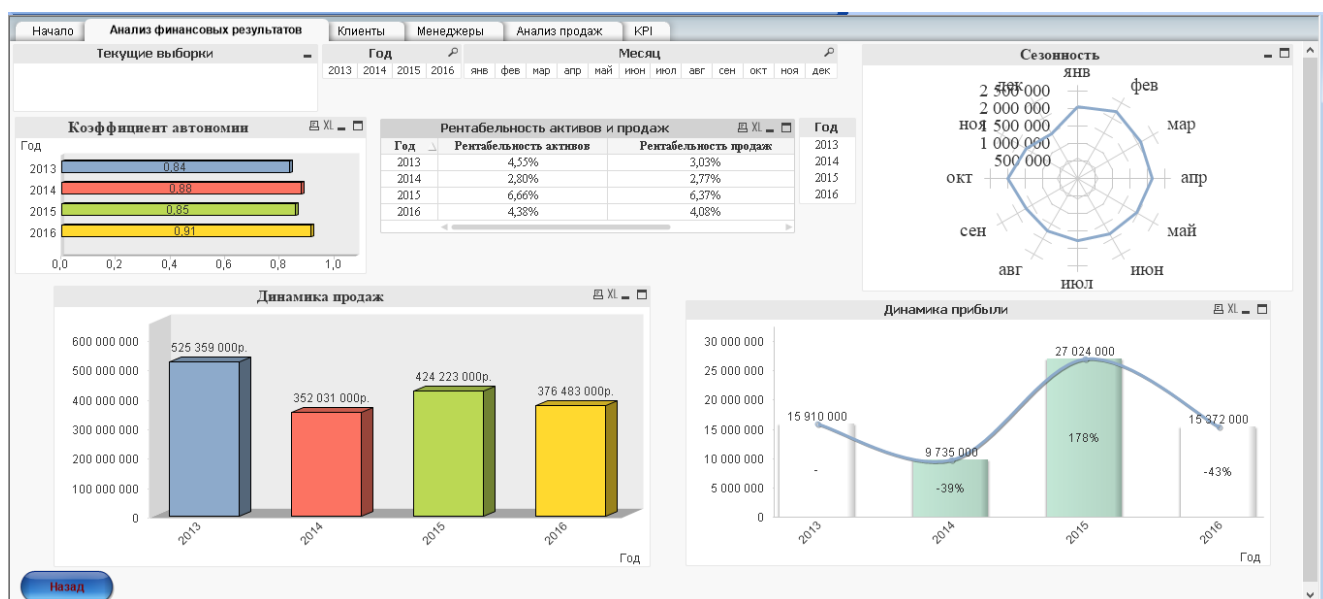 Начало Анализ финансовых результатов Клиенты Менеджеры Анализ продаж KPI
Текущие выборки
Год
2013 2014 2015 2016
Месяц
янв фев мар апр май июн июл авг сен окт ноя дек
Сезонность
янв
фев
мар
апр
май
июн
июл
авг
сен
окт
ноя
дек
2 500 000
2 000 000
1 500 000
1 000 000
500 000
Коэффициент автономии XL
Год
2013 0,84
2014 0,88
2015 0,85
2016 0,91
0,0 0,2 0,4 0,6 0,8 1,0
Рентабельность активов и продаж XL
Год Рентабельность активов Рентабельность продаж
2013 4,55% 3,03%
2014 2,80% 2,77%
2015 6,66% 6,37%
2016 4,38% 4,08%
Год
2013
2014
2015
2016
Динамика продаж XL
600 000 000
500 000 000
400 000 000
300 000 000
200 000 000
100 000 000
0
525 359 000р.
352 031 000р.
424 223 000р.
376 483 000р.
2013 2014 2015 2016
Год
Динамика прибыли XL
30 000 000
25 000 000
20 000 000
15 000 000
10 000 000
5 000 000
0
15 910 000
9 735 000
27 024 000
15 372 000
-
-39%
178%
-43%
2013 2014 2015 2016
Год
Назад